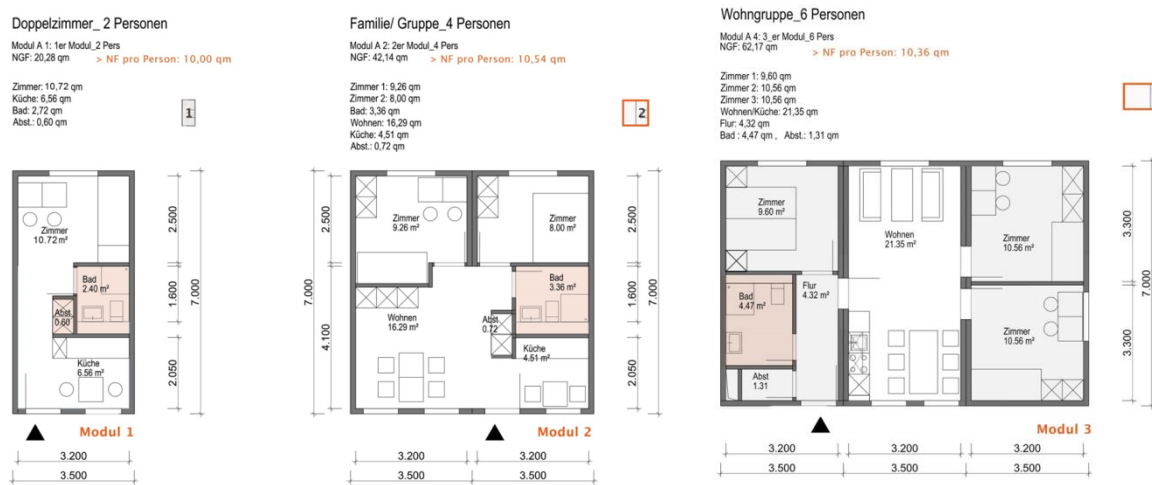 Doppelzimmer_ 2 Personen
Modul A 1: 1er Modul_2 Pers
NGF: 20,28 qm
> NF pro Person: 10,00 qm
Zimmer: 10,72 qm
Küche: 6,56 qm
Bad: 2,72 qm
Abst.: 0,60 qm
1
Zimmer
10.72 m²
Bad
2.40 m²
Abst
0.60
Küche
6.56 m²
2.500
1.600
2.050
7.000
Modul 1
3.200
3.500
Familie/ Gruppe_4 Personen
Modul A 2: 2er Modul_4 Pers
NGF: 42,14 qm
> NF pro Person: 10,54 qm
Zimmer 1: 9,26 qm
Zimmer 2: 8,00 qm
Bad: 3,36 qm
Wohnen: 16,29 qm
Küche: 4,51 qm
Abst.: 0,72 qm
2
7.000
2.500
4.100
Zimmer
9.26 m²
Zimmer
8.00 m²
Bad
3.36 m²
Wohnen
16.29 m²
Abst
0.72
Küche
4.51 m²
2.500
1.600
2.050
7.000
Modul 2
3.200
3.200
3.500
3.500
Wohngruppe_6 Personen
Modul A 4: 3_er Modul_6 Pers
NGF: 62,17 qm
> NF pro Person: 10,36 qm
Zimmer 1: 9,60 qm
Zimmer 2: 10,56 qm
Zimmer 3: 10,56 qm
Wohnen/Küche: 21,35 qm
Flur: 4,32 qm
Bad : 4,47 qm , Abst.: 1,31 qm
Zimmer
9.60 m²
Wohnen
21.35 m²
Zimmer
10.56 m²
Bad
4.47 m²
Flur
4.32 m²
Zimmer
10.56 m²
Abst
1.31
3.300
3.300
7.000
Modul 3
3.200
3.200
3.200
3.500
3.500
3.500